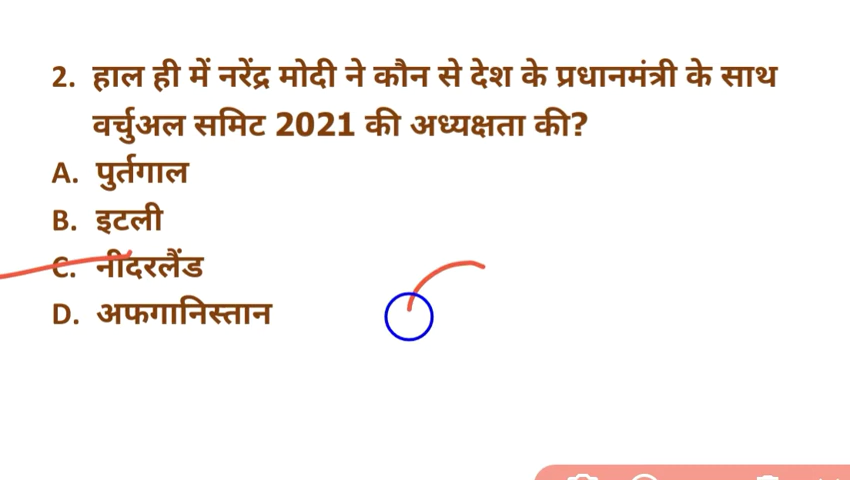 2. हाल ही में नरेंद्र मोदी ने कौन से देश के प्रधानमंत्री के साथ
वर्चुअल समिट 2021 की अध्यक्षता की?
A. पुर्तगाल
B. इटली
C. नीदरलैंड
D. अफगानिस्तान